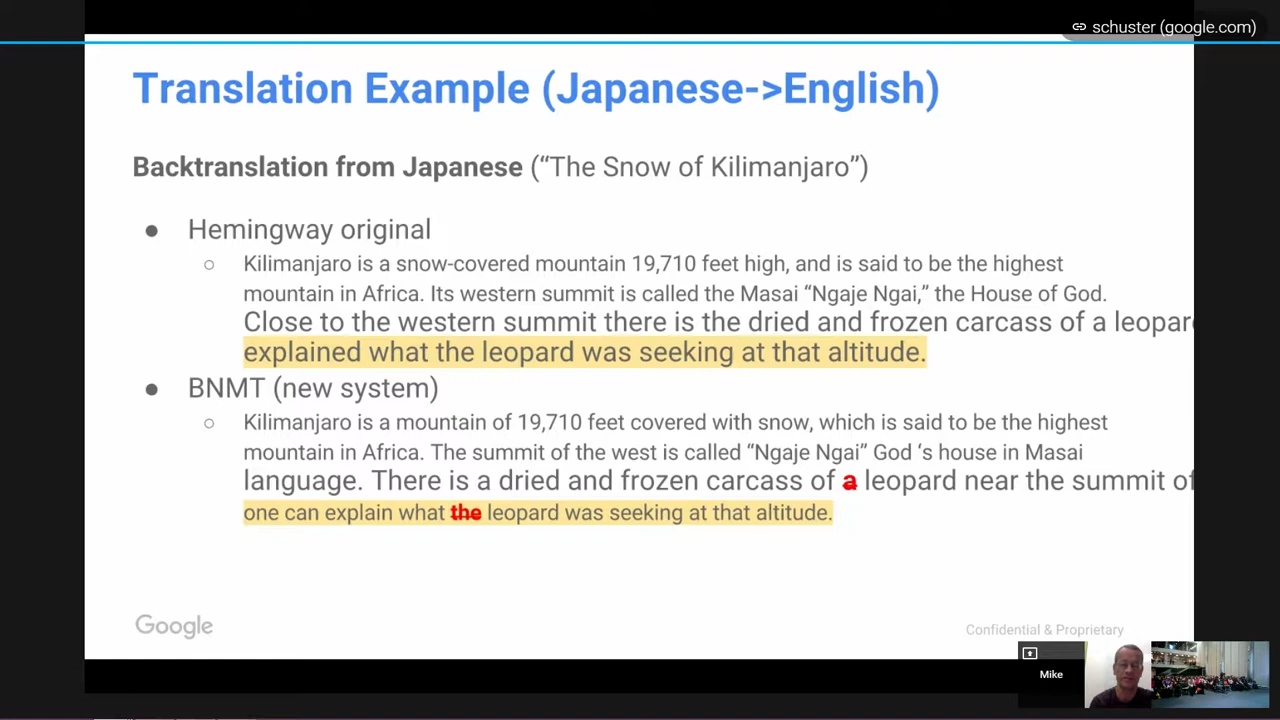 schuster (google.com)
Translation Example (Japanese->English)
Backtranslation from Japanese (“The Snow of Kilimanjaro”)
● Hemingway original
○ Kilimanjaro is a snow-covered mountain 19,710 feet high, and is said to be the highest
mountain in Africa. Its western summit is called the Masai “Ngaje Ngai,” the House of God.
Close to the western summit there is the dried and frozen carcass of a leopar
explained what the leopard was seeking at that altitude.
● BNMT (new system)
○ Kilimanjaro is a mountain of 19,710 feet covered with snow, which is said to be the highest
mountain in Africa. The summit of the west is called “Ngaje Ngai” God ‘s house in Masai
language. There is a dried and frozen carcass of a leopard near the summit of
one can explain what the leopard was seeking at that altitude.
Google
Confidential & Proprietary
Mike